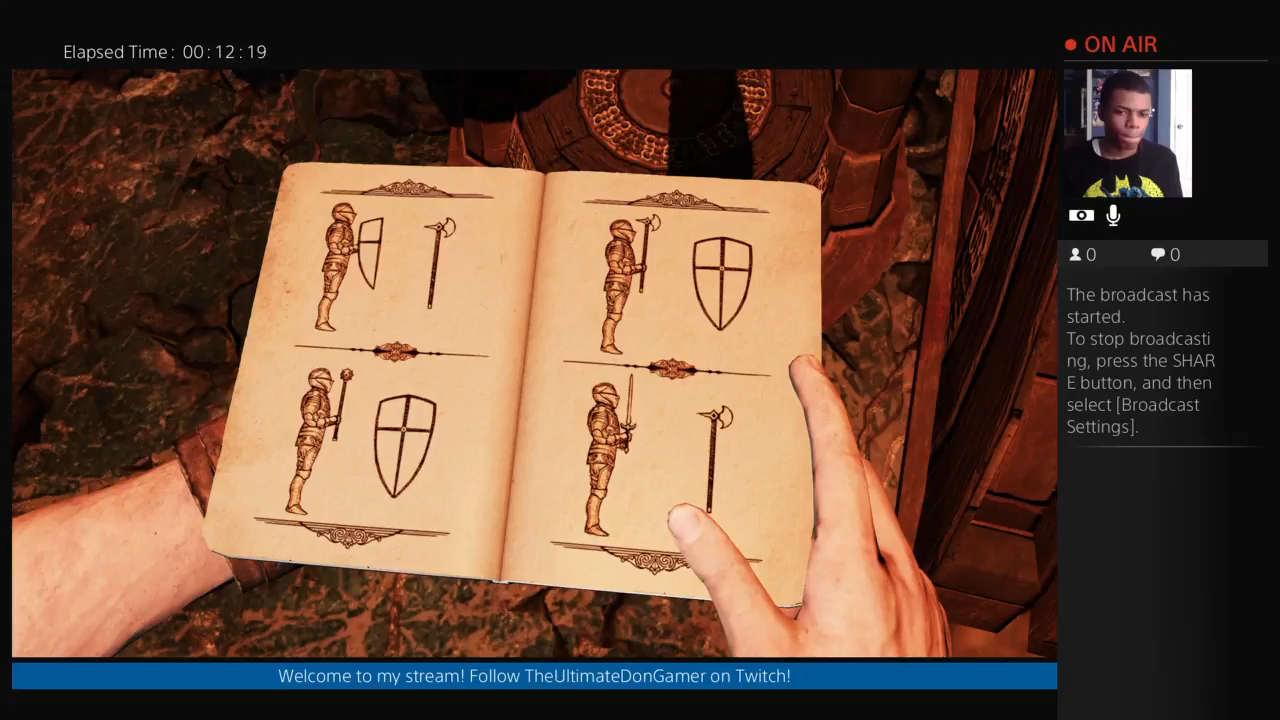 Elapsed Time: 00:12:19
ON AIR
0
0
The broadcast has
started.
To stop broadcasti
ng, press the SHAR
E button, and then
select [Broadcast
Settings].
Welcome to my stream! Follow TheUltimateDonGamer on Twitch!